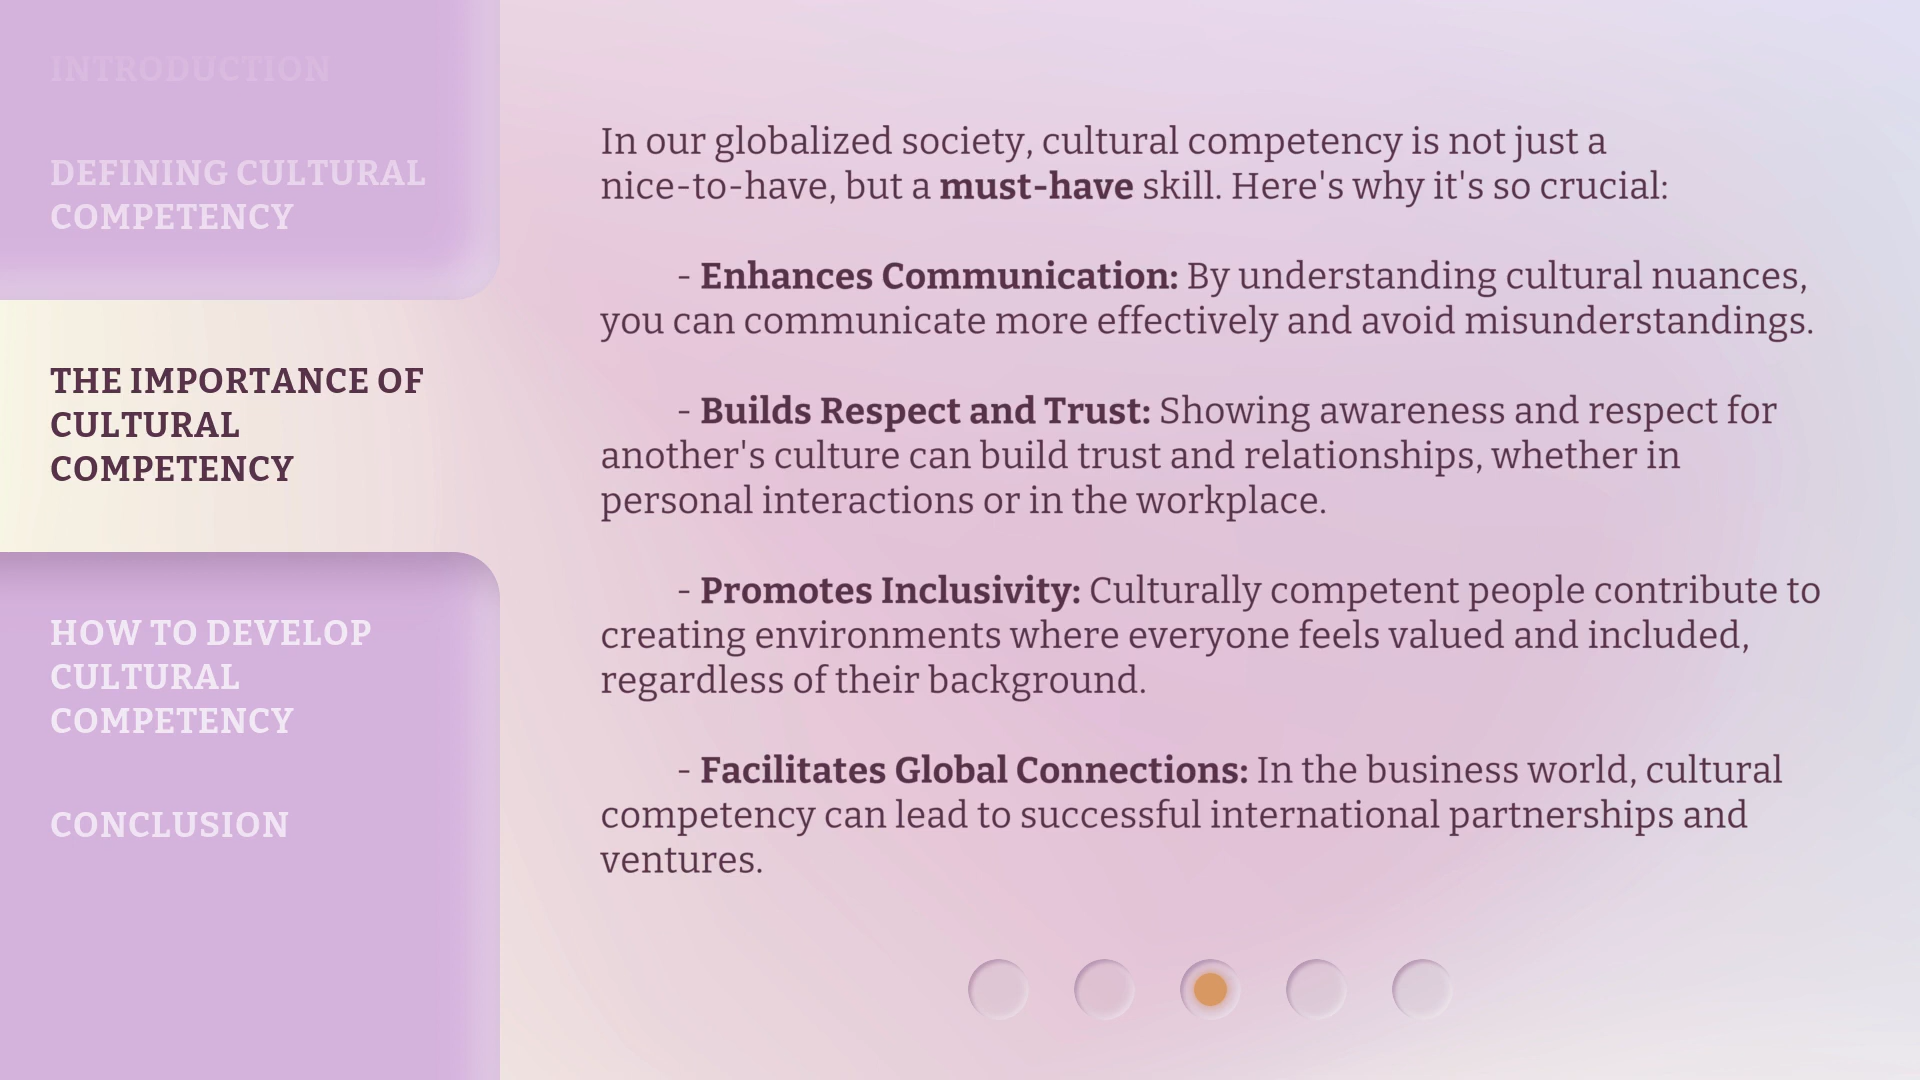 INTRODUCTION
DEFINING CULTURAL
COMPETENCY
THE IMPORTANCE OF
CULTURAL
COMPETENCY
HOW TO DEVELOP
CULTURAL
COMPETENCY
CONCLUSION
In our globalized society, cultural competency is not just a
nice-to-have, but a must-have skill. Here's why it's so crucial:
- Enhances Communication: By understanding cultural nuances,
you can communicate more effectively and avoid misunderstandings.
- Builds Respect and Trust: Showing awareness and respect for
another's culture can build trust and relationships, whether in
personal interactions or in the workplace.
- Promotes Inclusivity: Culturally competent people contribute to
creating environments where everyone feels valued and included,
regardless of their background.
- Facilitates Global Connections: In the business world, cultural
competency can lead to successful international partnerships and
ventures.